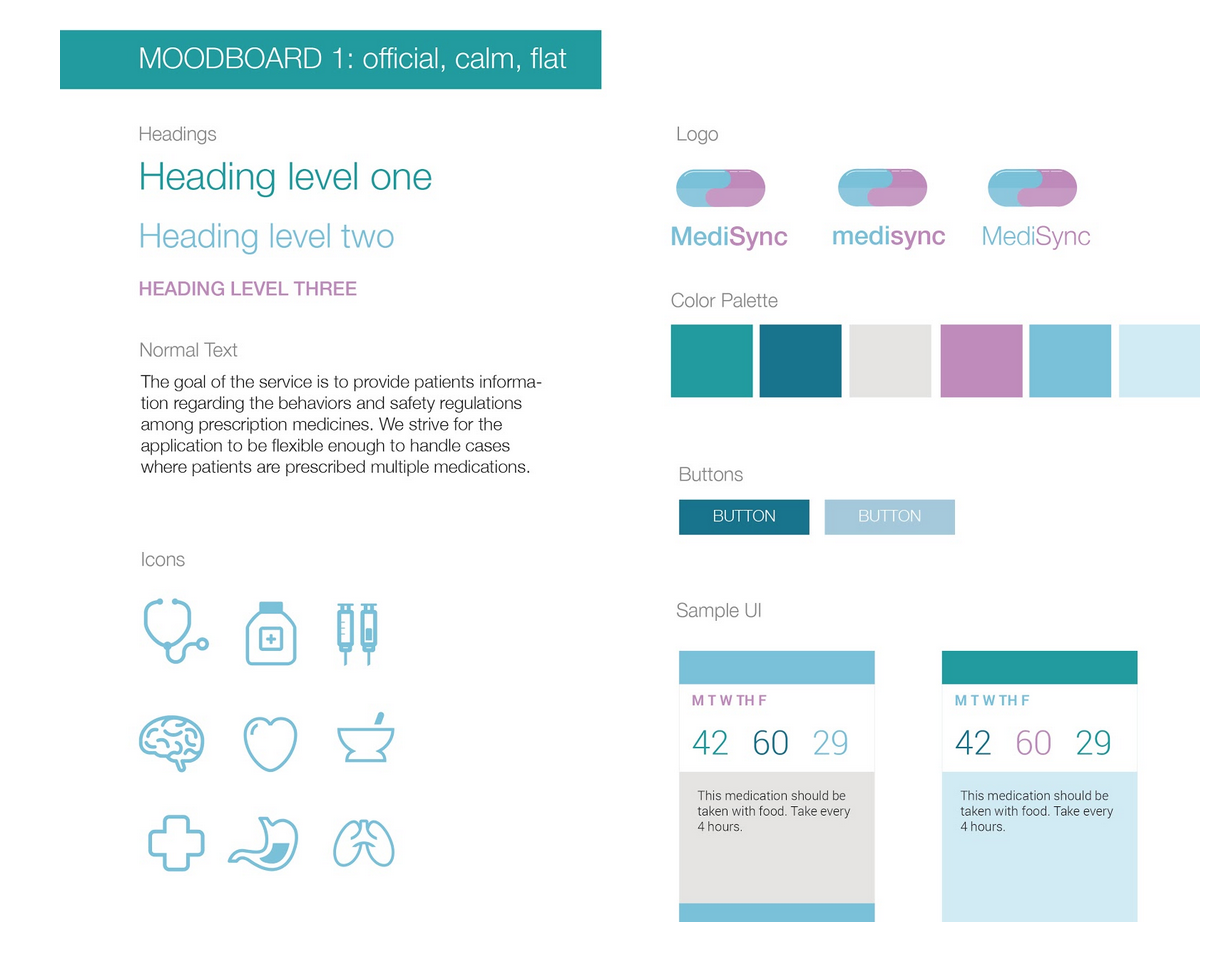 MOODBOARD 1: official, calm, flat
Headings
Heading level one
Heading level two
HEADING LEVEL THREE
Normal Text
The goal of the service is to provide patients informa-
tion regarding the behaviors and safety regulations
among prescription medicines. We strive for the
application to be flexible enough to handle cases
where patients are prescribed multiple medications.
Icons
Logo
MediSync medisync MediSync
Color Palette
Buttons
BUTTON BUTTON
Sample UI
M T W TH F
42 60 29
This medication should be
taken with food. Take every
4 hours.
M T W TH F
42 60 29
This medication should be
taken with food. Take every
4 hours.